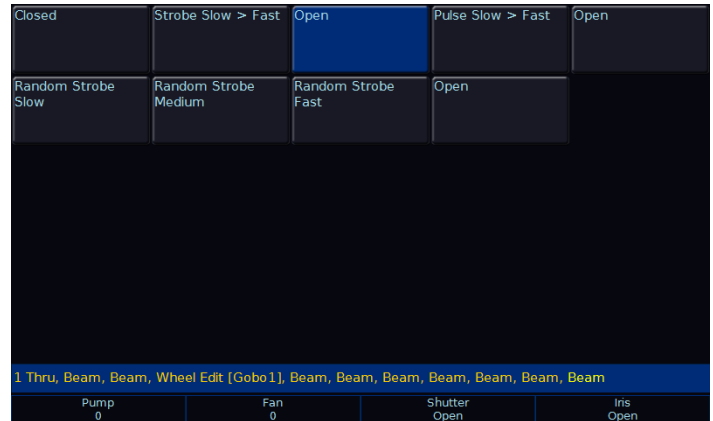 Closed
Strobe Slow > Fast
Open
Pulse Slow > Fast
Open
Random Strobe
Slow
Random Strobe
Medium
Random Strobe
Fast
Open
1 Thru, Beam, Beam, Wheel Edit [Gobo1], Beam, Beam, Beam, Beam, Beam, Beam, Beam
Pump
0
Fan
0
Shutter
Open
Iris
Open